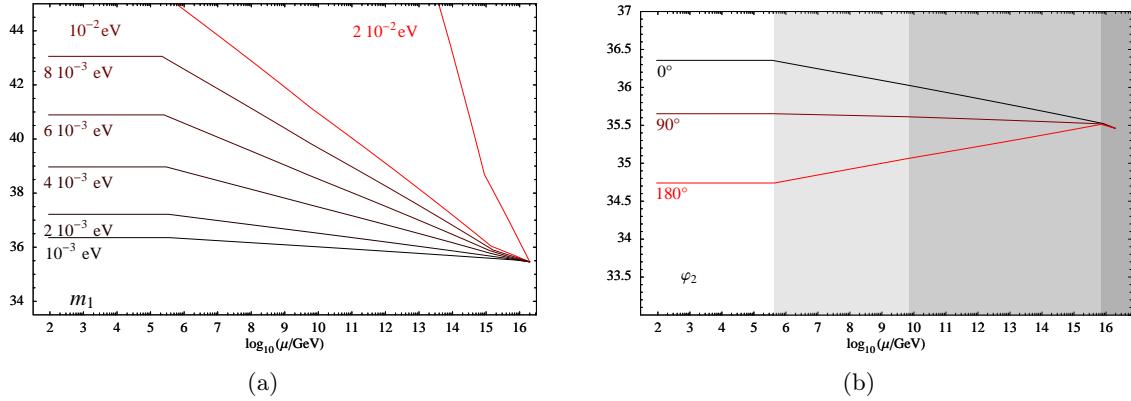 44
42
40
38
36
34
10⁻² eV
2 10⁻² eV
8 10⁻³ eV
6 10⁻³ eV
4 10⁻³ eV
2 10⁻³ eV
10⁻³ eV
m₁
2 3 4 5 6 7 8 9 10 11 12 13 14 15 16
log₁₀(μ/GeV)
(a)
37
36.5
36
35.5
35
34.5
34
33.5
0°
90°
180°
φ₂
2 3 4 5 6 7 8 9 10 11 12 13 14 15 16
log₁₀(μ/GeV)
(b)